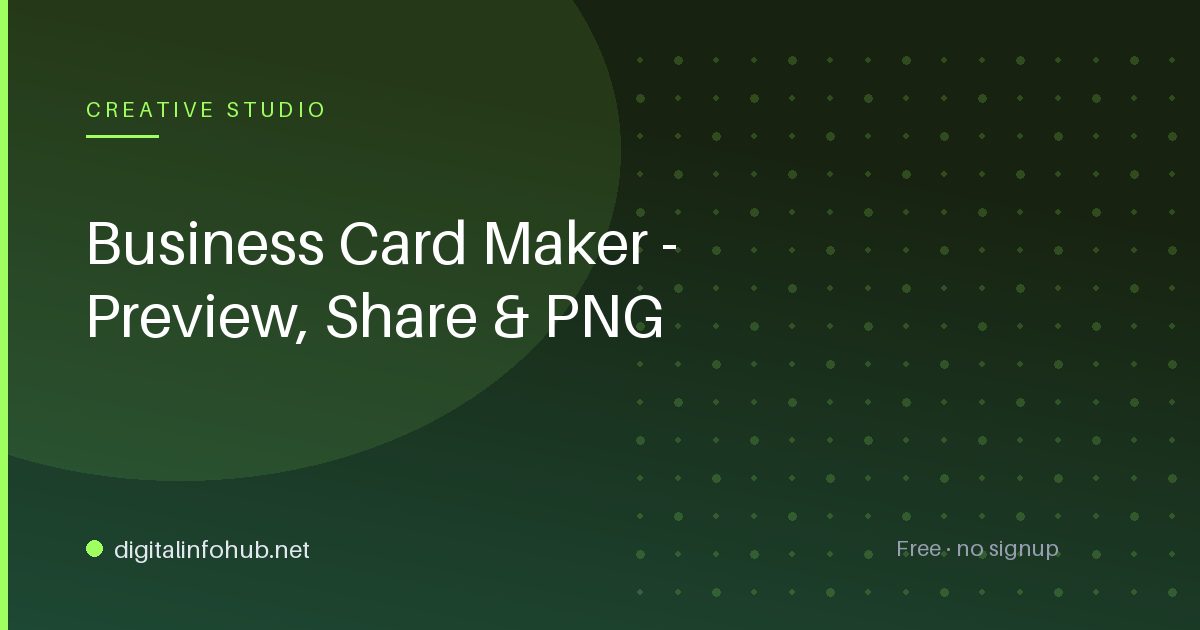 CREATIVE STUDIO
Business Card Maker -
Preview, Share & PNG
digitalinfohub.net
Free · no signup